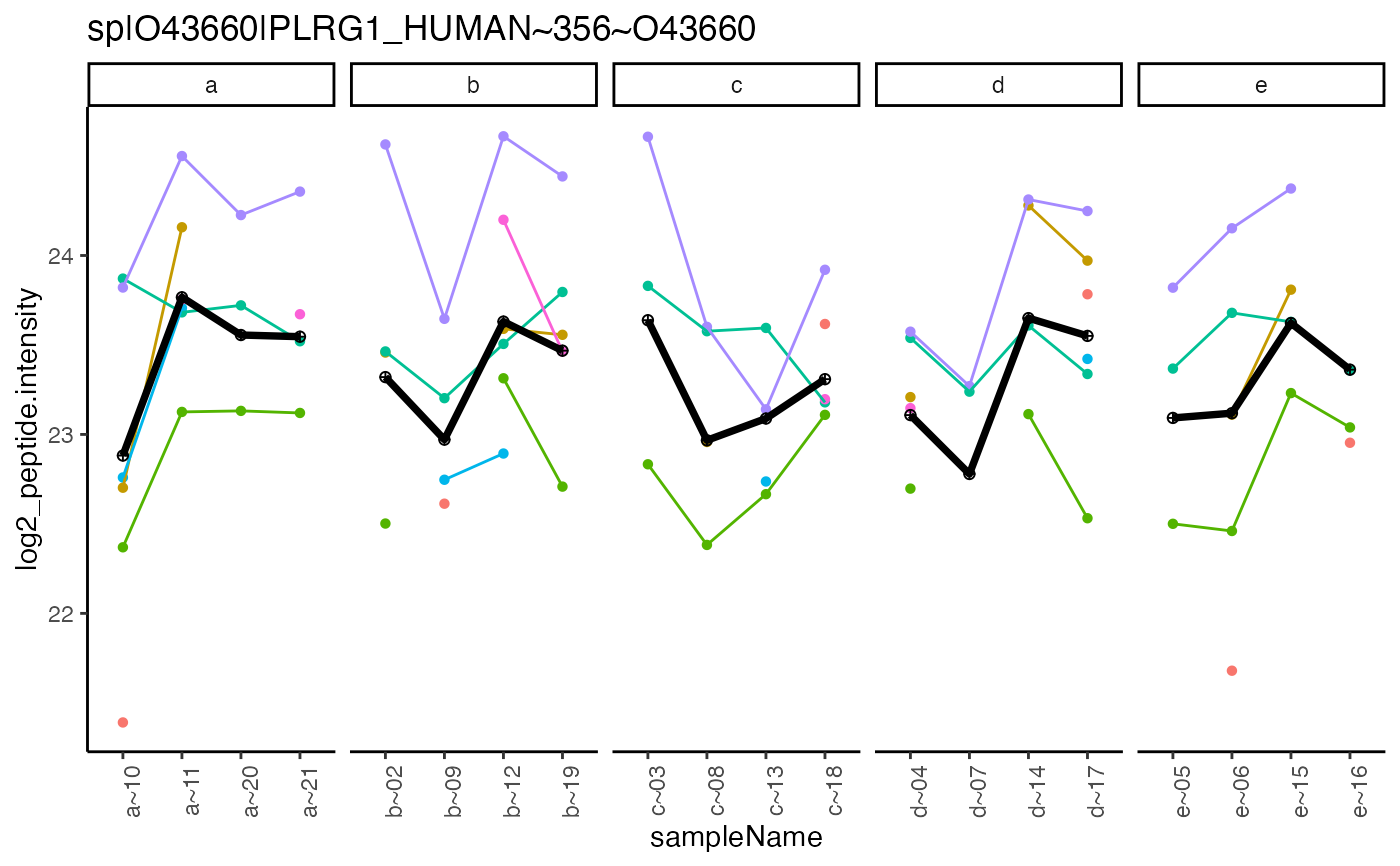 sp|O43660|PLRG1_HUMAN~356~O43660
a b c d e
log2_peptide.intensity
24
23
22
a~10 a~11 a~20 a~21 b~02 b~09 b~12 b~19 c~03 c~08 c~13 c~18 d~04 d~07 d~14 d~17 e~05 e~06 e~15 e~16
sampleName